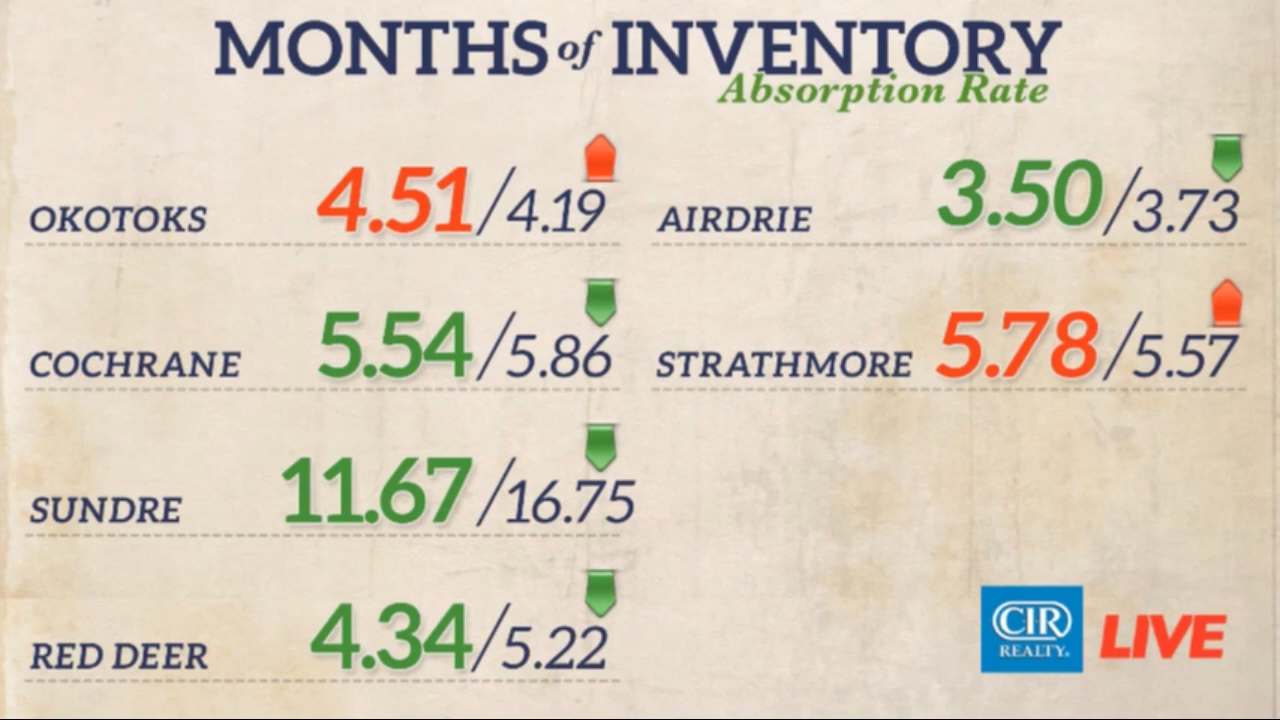 MONTHS of INVENTORY
Absorption Rate
OKOTOKS 4.51/4.19
AIRDRIE 3.50/3.73
COCHRANE 5.54/5.86
STRATHMORE 5.78/5.57
SUNDRE 11.67/16.75
RED DEER 4.34/5.22
CIR
REALTY
LIVE